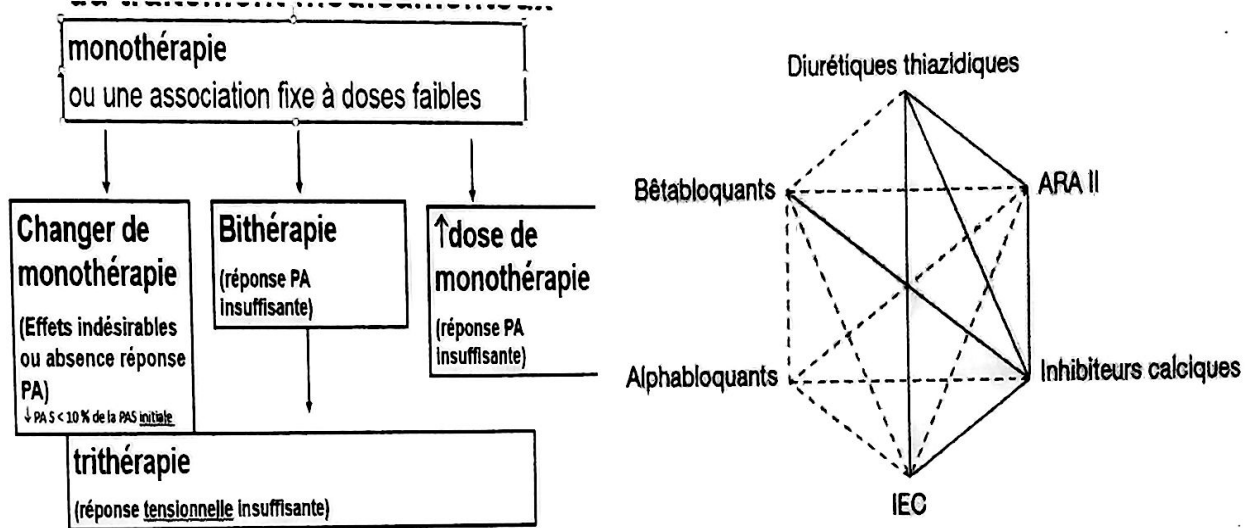 monothérapie
ou une association fixe à doses faibles
Changer de
monothérapie
(Effets indésirables
ou absence réponse
PA)
↓ PA S < 10 % de la PAS initiale
Bithérapie
(réponse PA
insuffisante)
↑dose de
monothérapie
(réponse PA
insuffisante)
trithérapie
(réponse tensionnelle insuffisante)
Diurétiques thiazidiques
Bêtabloquants
ARA II
Alphabloquants
Inhibiteurs calciques
IEC